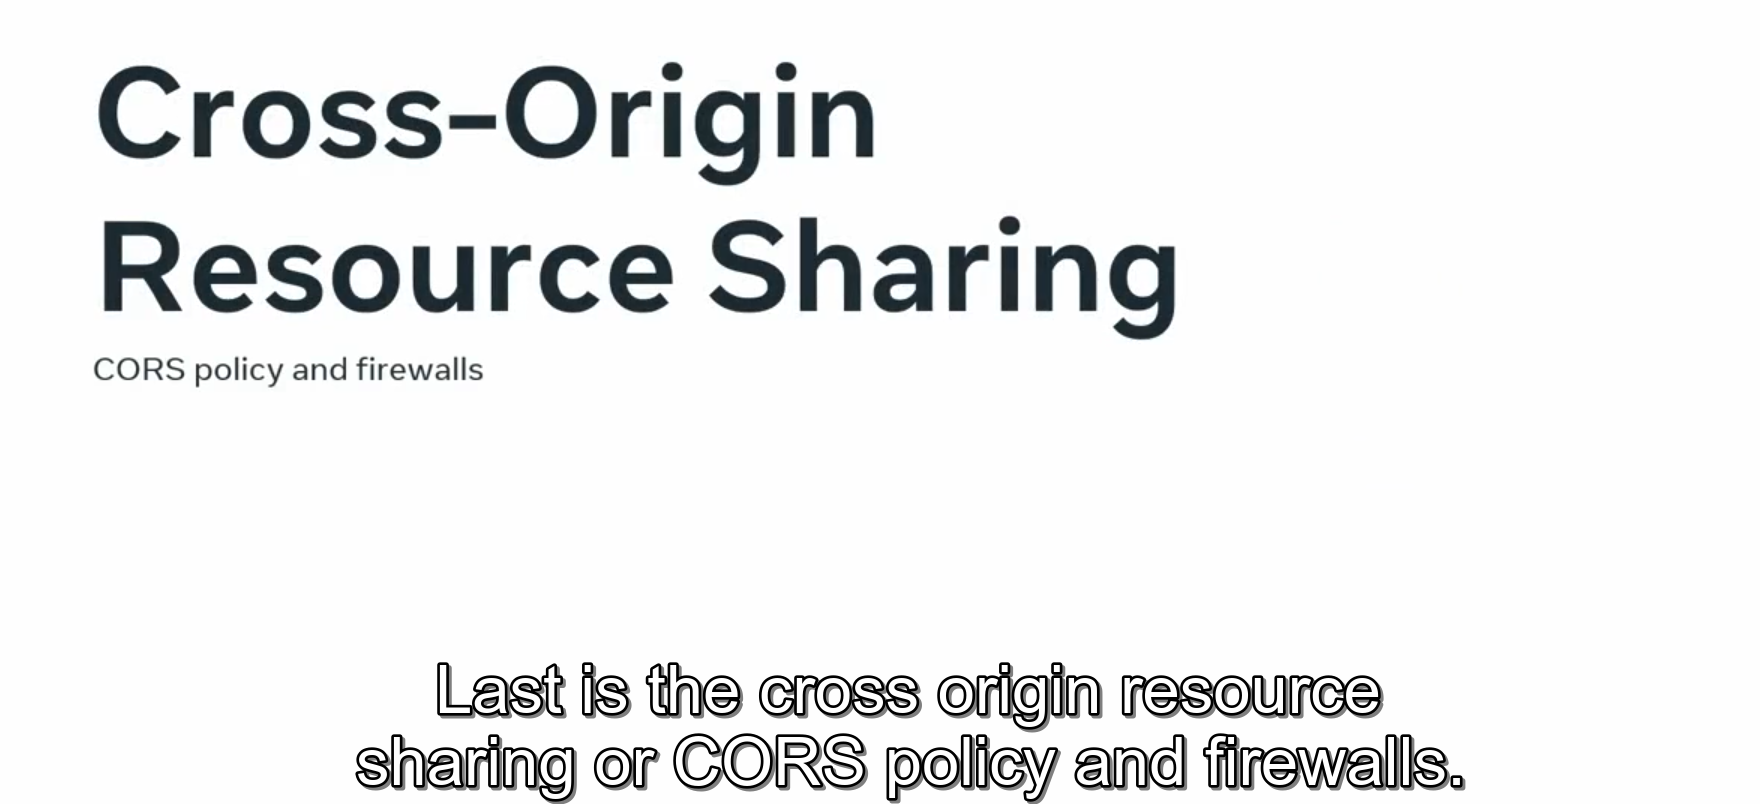 Cross-Origin
Resource Sharing
CORS policy and firewalls
Last is the cross origin resource
sharing or CORS policy and firewalls.